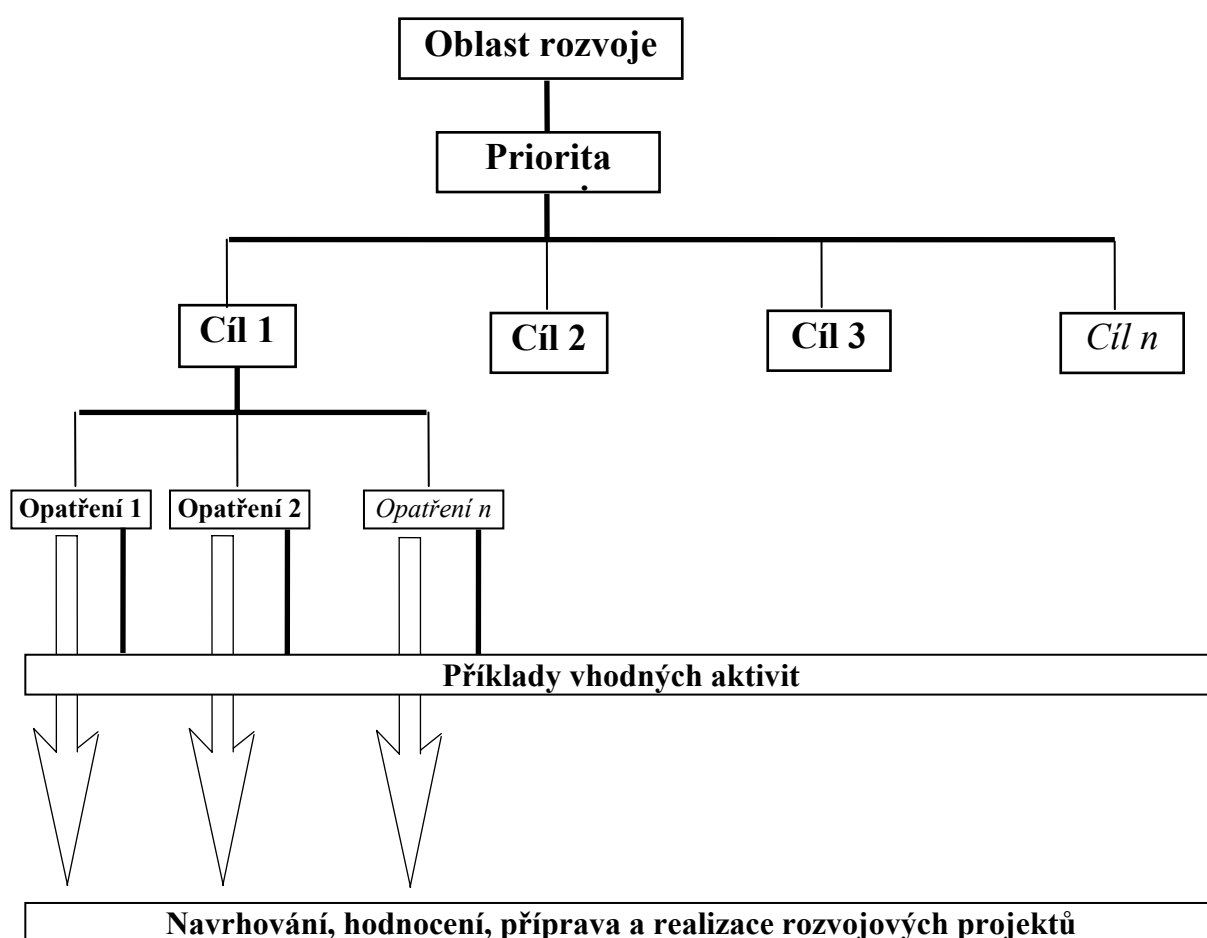 Oblast rozvoje
Priorita
Cíl 1
Cíl 2
Cíl 3
Cíl n
Opatření 1
Opatření 2
Opatření n
Příklady vhodných aktivit
Navrhování, hodnocení, příprava a realizace rozvojových projektů